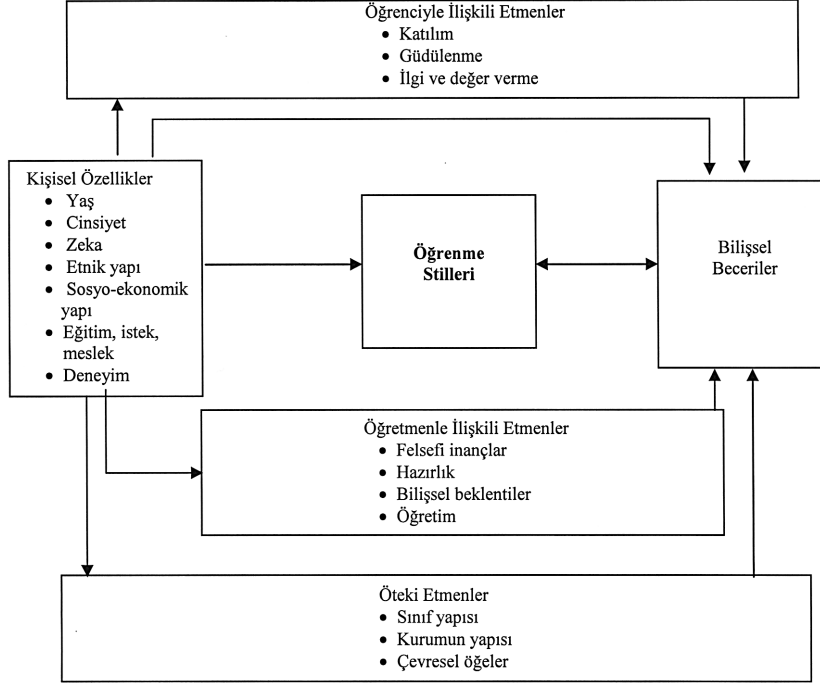 Öğrenciyle İlişkili Etmenler
• Katılım
• Güdülenme
• İlgi ve değer verme
Kişisel Özellikler
• Yaş
• Cinsiyet
• Zeka
• Etnik yapı
• Sosyo-ekonomik
yapı
• Eğitim, istek,
meslek
• Deneyim
Öğrenme
Stilleri
Bilişsel
Beceriler
Öğretmenle İlişkili Etmenler
• Felsefi inançlar
• Hazırlık
• Bilişsel beklentiler
• Öğretim
Öteki Etmenler
• Sınıf yapısı
• Kurumun yapısı
• Çevresel öğeler